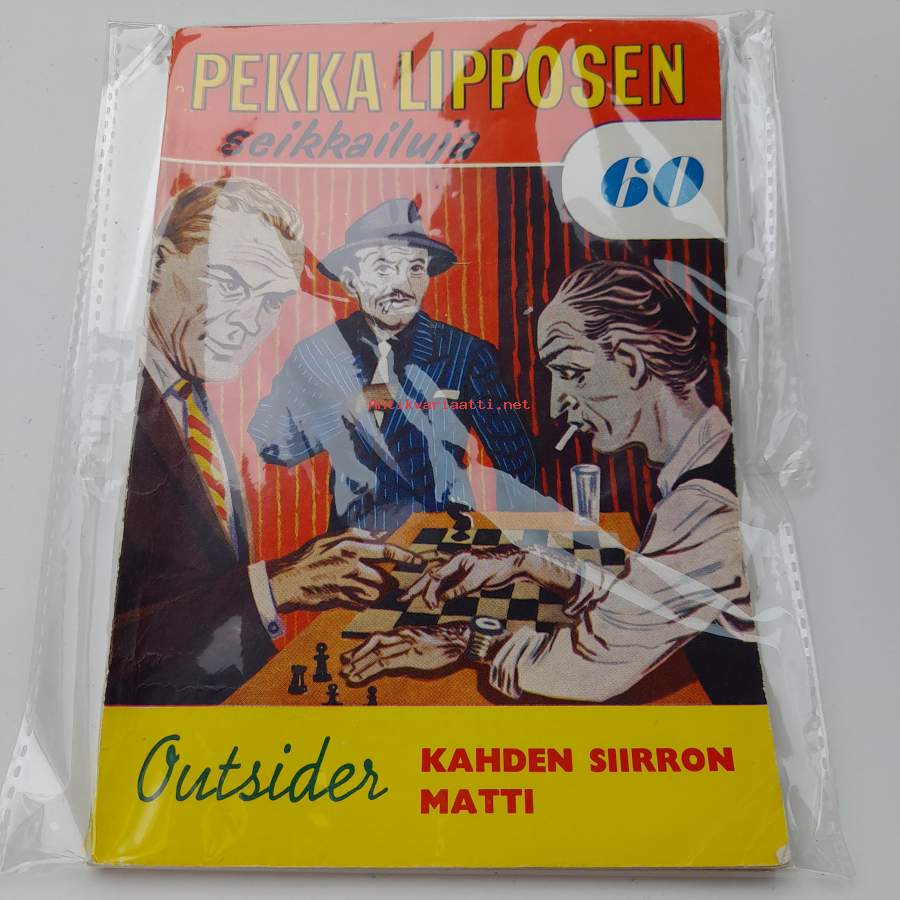 PEKKA LIPPOSEN
seikkailuja
60
Antikvariaatti.net
Outsider
KAHDEN SIIRRON
MATTI